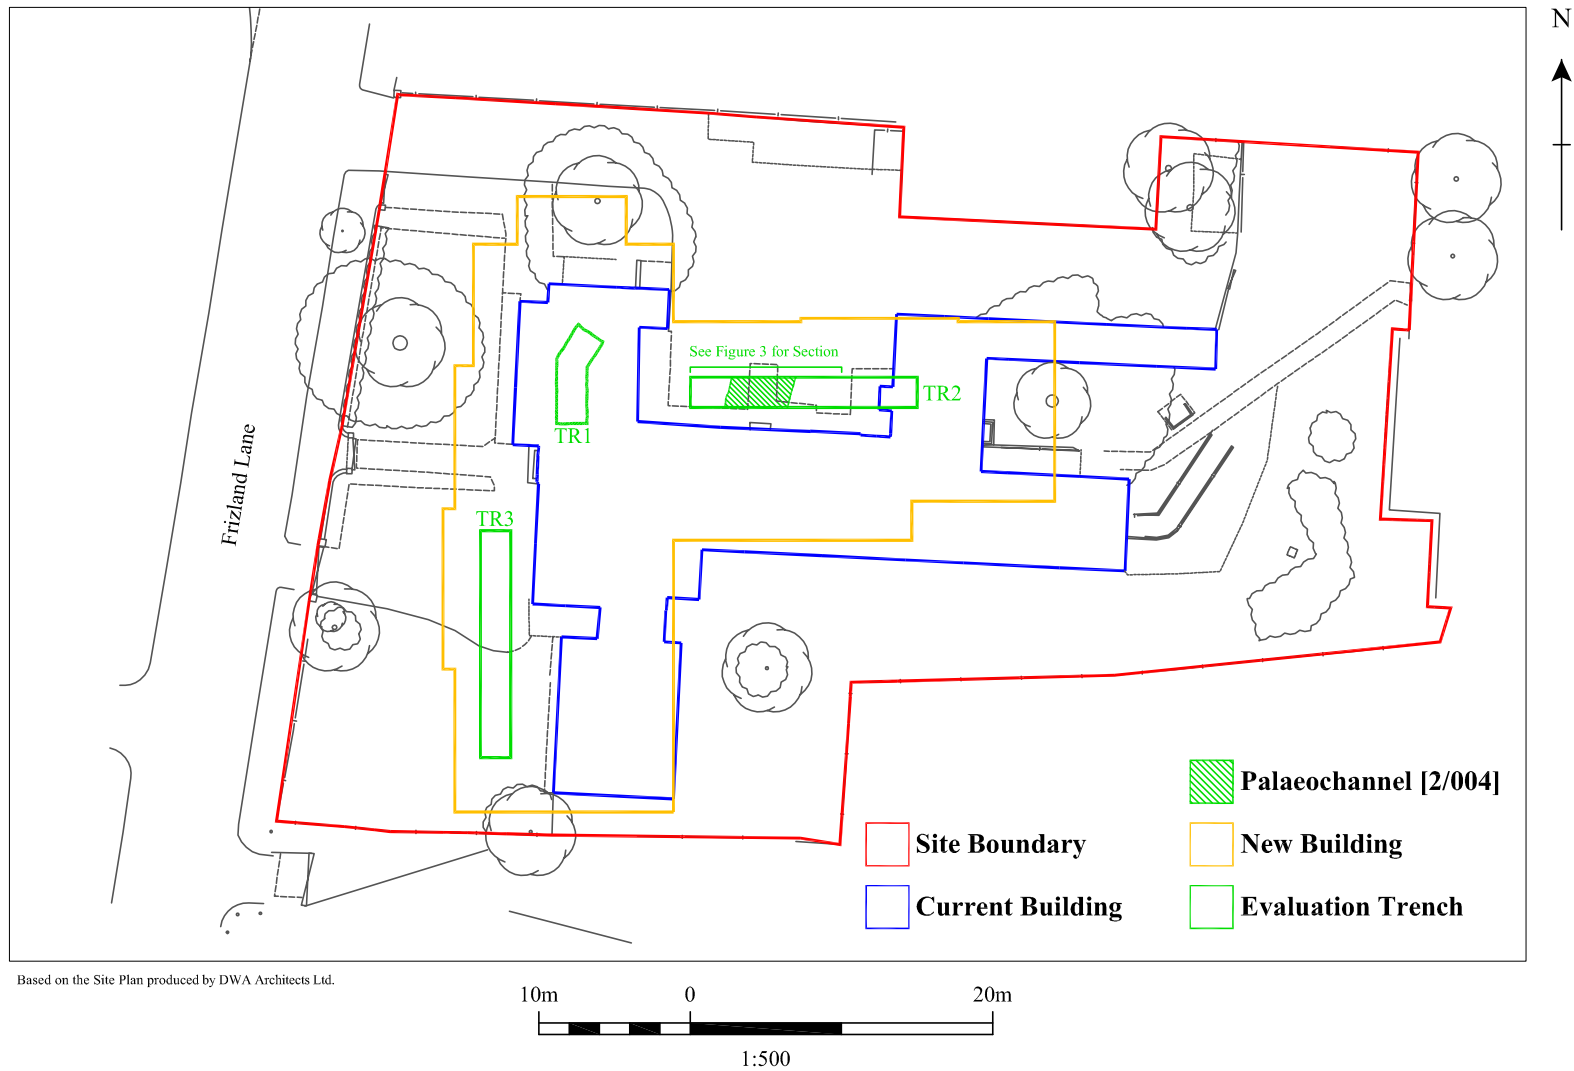 N
See Figure 3 for Section
TR2
TR1
Frizland Lane
TR3
Palaeochannel [2/004]
Site Boundary
New Building
Current Building
Evaluation Trench
Based on the Site Plan produced by DWA Architects Ltd.
10m 0 20m
1:500